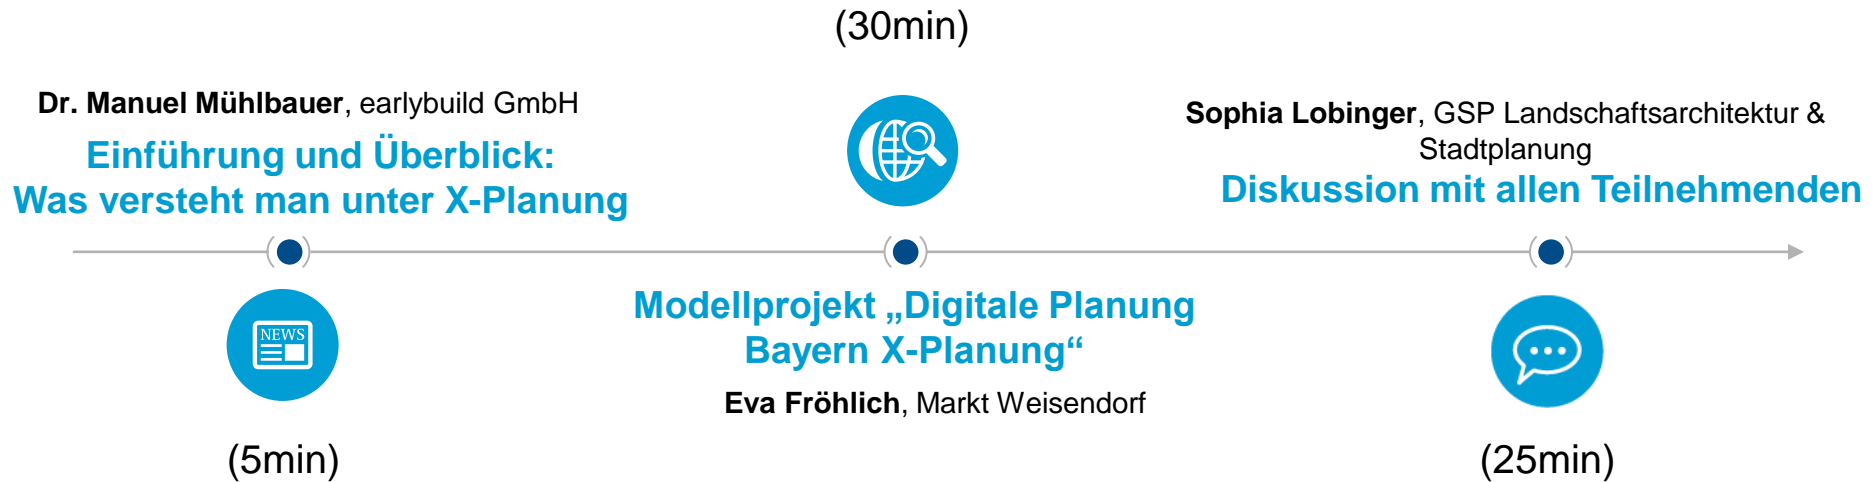 Dr. Manuel Mühlbauer, earlybuild GmbH
Einführung und Überblick:
Was versteht man unter X-Planung
NEWS
(5min)
(30min)
Modellprojekt „Digitale Planung
Bayern X-Planung“
Eva Fröhlich, Markt Weisendorf
Sophia Lobinger, GSP Landschaftsarchitektur &
Stadtplanung
Diskussion mit allen Teilnehmenden
(25min)